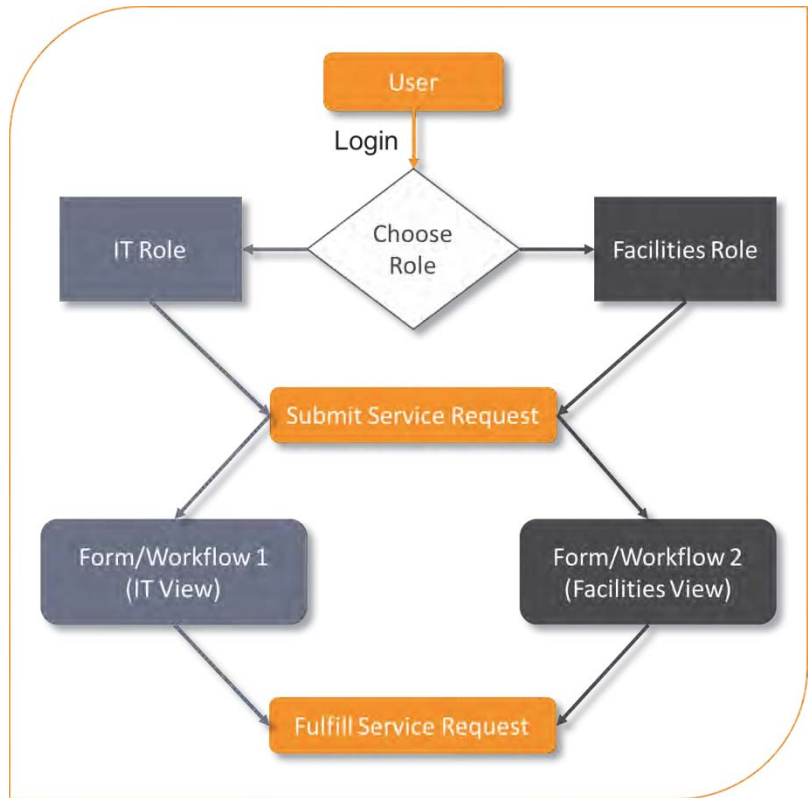 User
Login
Choose
Role
IT Role
Facilities Role
Submit Service Request
Form/Workflow 1
(IT View)
Form/Workflow 2
(Facilities View)
Fulfill Service Request